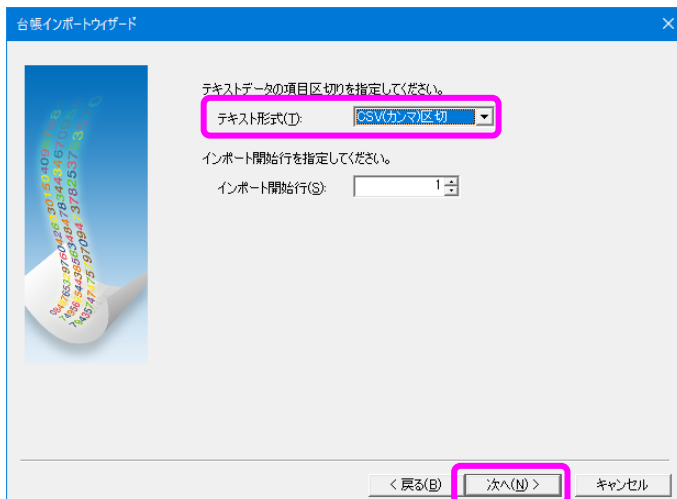 台帳インポートウィザード
テキストデータの項目区切りを指定してください。
テキスト形式(T): CSV(カンマ)区切
インポート開始行を指定してください。
インポート開始行(S): 1
< 戻る(B) 次へ(N) > キャンセル